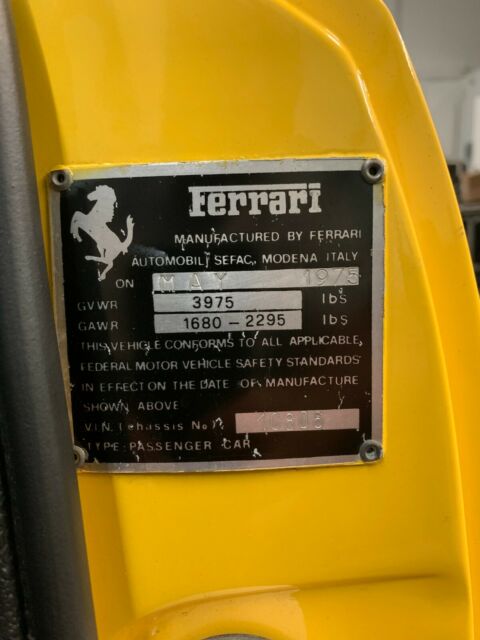 Ferrari
MANUFACTURED BY FERRARI
AUTOMOBILI SEFAC, MODENA ITALY
ON MAY 1975
GVWR 3975 lbs
GAWR 1680-2295 lbs
THIS VEHICLE CONFORMS TO ALL APPLICABLE
FEDERAL MOTOR VEHICLE SAFETY STANDARDS
IN EFFECT ON THE DATE OF MANUFACTURE
SHOWN ABOVE
V.I.N. (chassis No)
TYPE: PASSENGER CAR